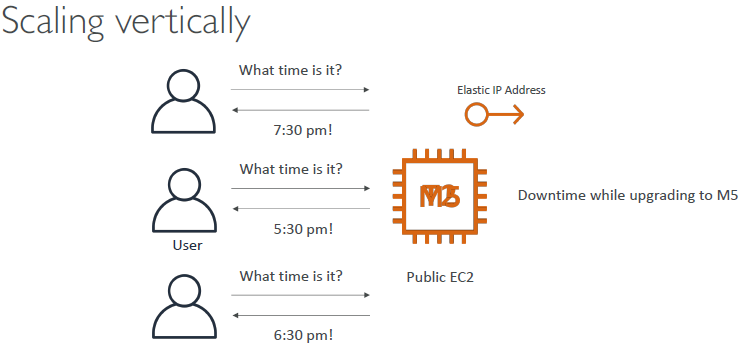 Scaling vertically
What time is it?
7:30 pm!
Elastic IP Address
What time is it?
5:30 pm!
User
Downtime while upgrading to M5
Public EC2
What time is it?
6:30 pm!